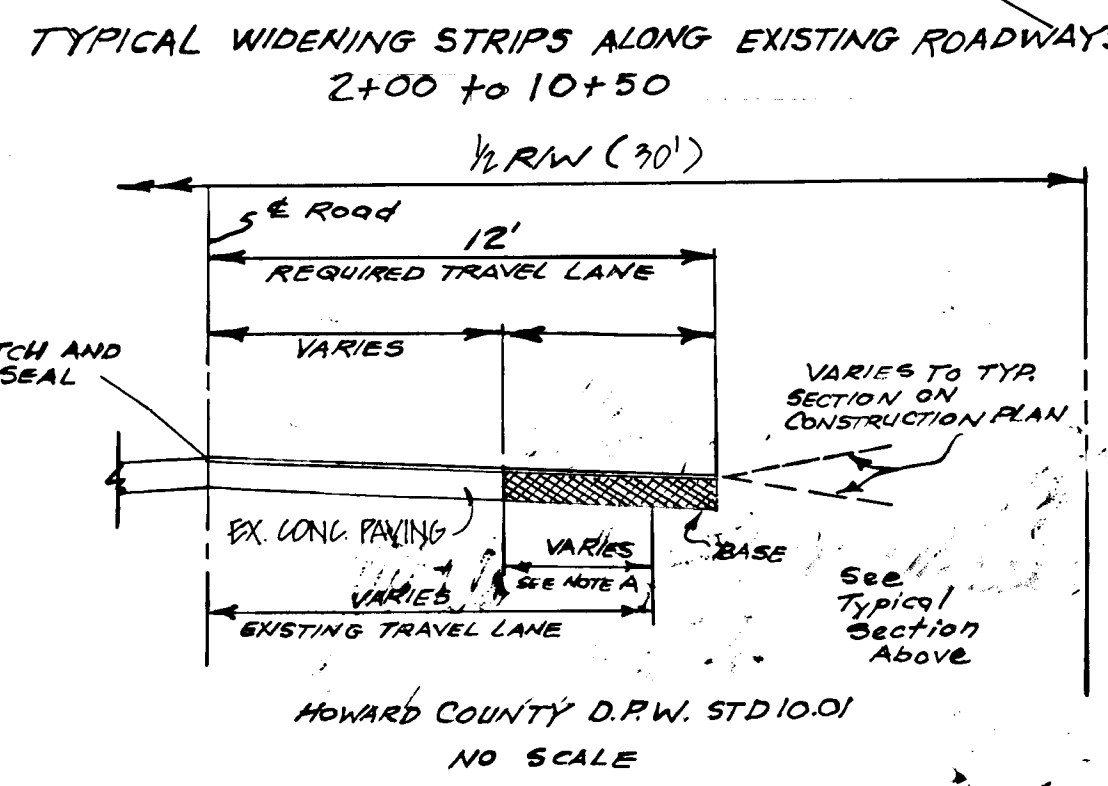 TYPICAL WIDENING STRIPS ALONG EXISTING ROADWAYS
2+00 to 10+50
1/2 R/W (30')
℄ Road
12'
REQUIRED TRAVEL LANE
VARIES
TCH AND
SEAL
VARIES TO TYP.
SECTION ON
CONSTRUCTION PLAN
EX. CONC. PAVING
VARIES
BASE
SEE NOTE A
VARIES
EXISTING TRAVEL LANE
See
Typical
Section
Above
HOWARD COUNTY D.P.W. STD 10.01
NO SCALE